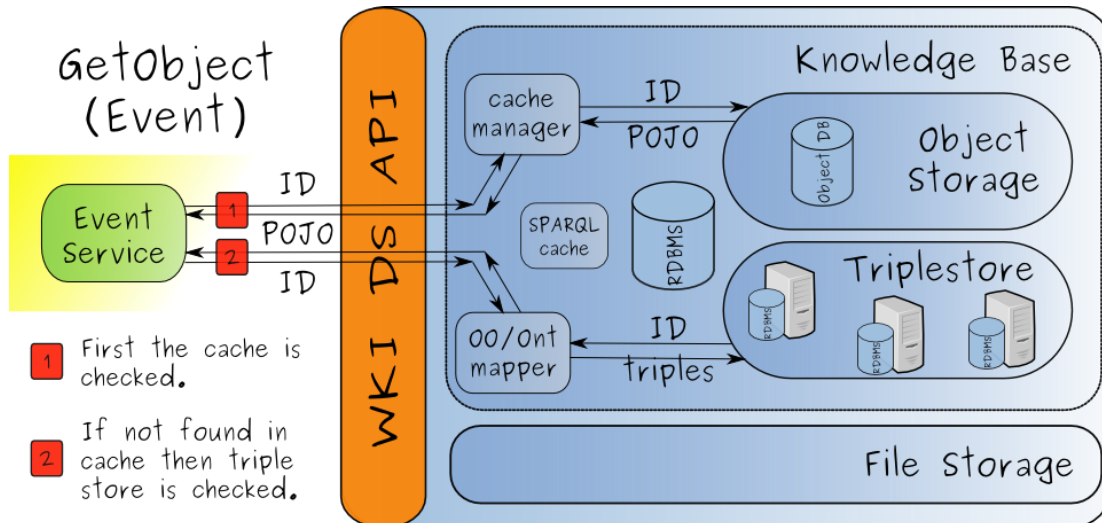 GetObject
(Event)
Event
Service
ID
1
POJO
2
ID
1
First the cache is
checked.
2
If not found in
cache then triple
store is checked.
WKI DS API
Knowledge Base
cache
manager
ID
POJO
Object DB
Object
Storage
SPARQL
cache
RDBMS
OO/Ont
mapper
ID
triples
Triplestore
RDBMS
RDBMS
RDBMS
File Storage